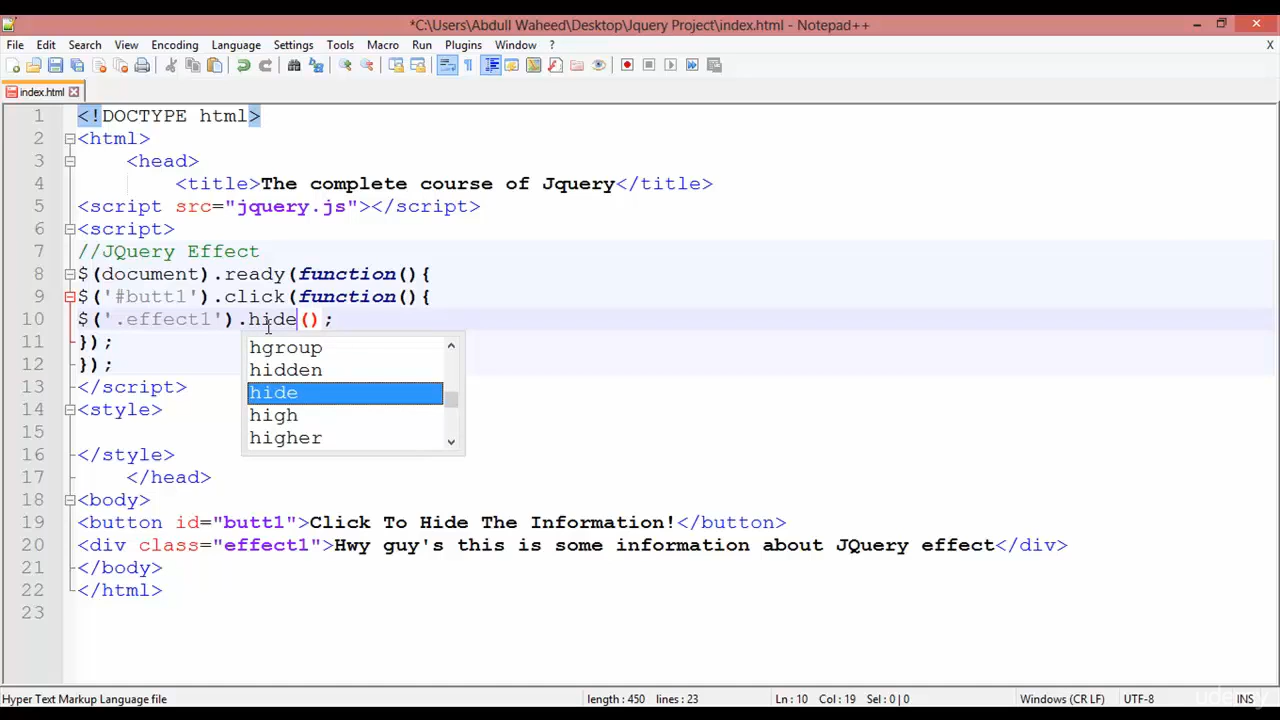 *C:\Users\Abdull Waheed\Desktop\Jquery Project\index.html - Notepad++
File Edit Search View Encoding Language Settings Tools Macro Run Plugins Window ? X
index.html
1 <!DOCTYPE html>
2 <html>
3 <head>
4 <title>The complete course of Jquery</title>
5 <script src="jquery.js"></script>
6 <script>
7 //JQuery Effect
8 $(document).ready(function(){
9 $('#butt1').click(function(){
10 $('.effect1').hide();
11 });
hgroup
12 });
hidden
hide
high
higher
13 </script>
14 <style>
15
16 </style>
17 </head>
18 <body>
19 <button id="butt1">Click To Hide The Information!</button>
20 <div class="effect1">Hwy guy's this is some information about JQuery effect</div>
21 </body>
22 </html>
23
Hyper Text Markup Language file length : 450 lines : 23 Ln : 10 Col : 19 Sel : 0 | 0 Windows (CR LF) UTF-8 INS
udemy